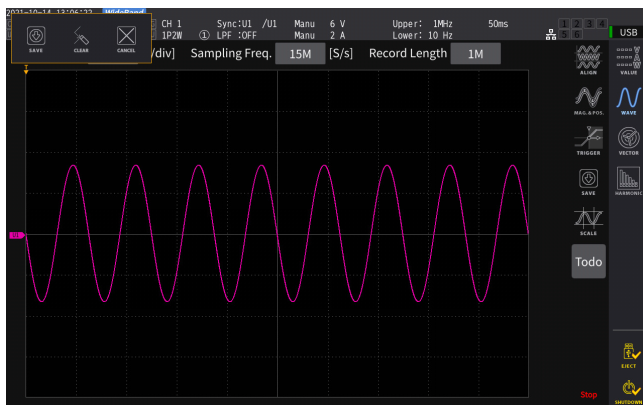 2021-10-14 13:06:22 WideBand
CH 1 Sync:U1 /U1 Manu 6 V Upper: 1MHz 50ms
1P2W ① LPF :OFF Manu 2 A Lower: 10 Hz
1 2 3 4
5 6
USB
SAVE CLEAR CANCEL
/div] Sampling Freq. 15M [S/s] Record Length 1M
ALIGN
VALUE
MAG.&POS.
WAVE
TRIGGER
VECTOR
SAVE
HARMONIC
SCALE
Todo
U1
EJECT
Stop
SHUTDOWN